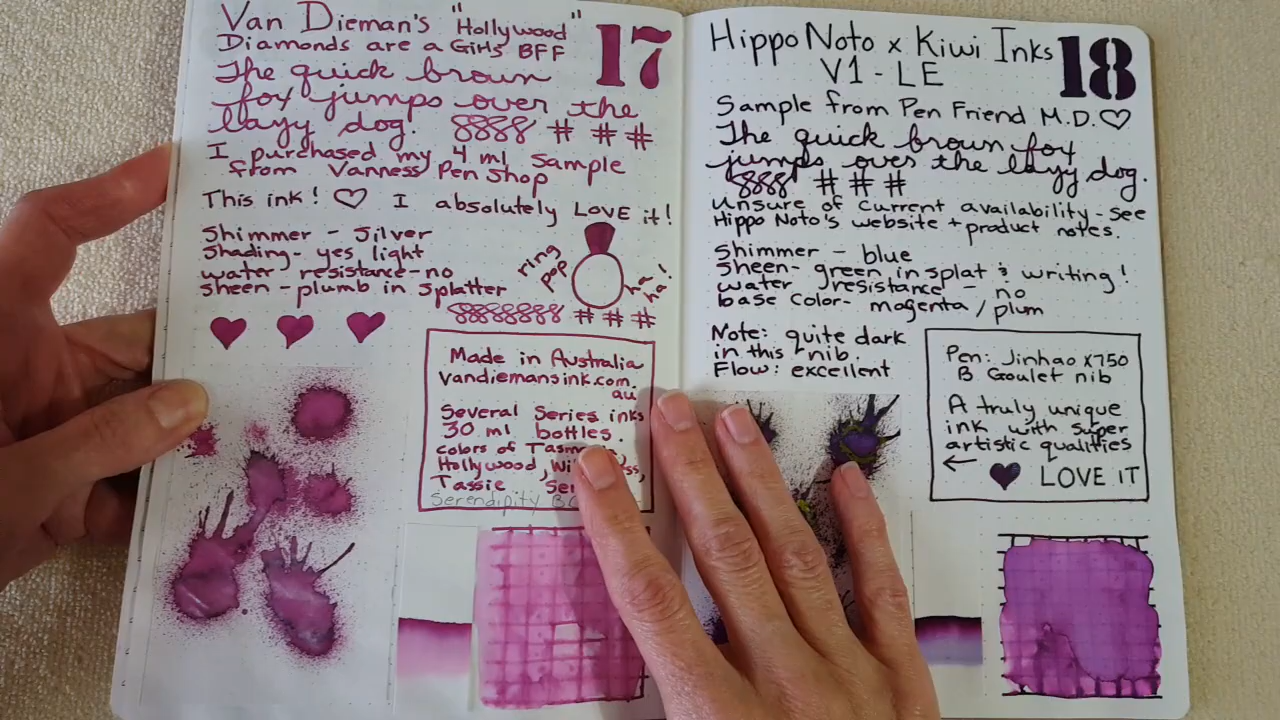 Van Dieman's "Hollywood"
Diamonds are a Girls BFF
17
The quick brown
fox jumps over the
lazy dog. 8888 # # #
I purchased my 4 ml sample
from Vanness Pen Shop
This ink! ♡ I absolutely LOVE it!
Shimmer - Silver
Shading - yes light
water resistance - no
sheen - plumb in splatter
ring
pop
ha
ha!
88888888 # # #
Made in Australia
vandiemansink.com.
au
Several Series inks
30 ml bottles.
colors of
Hollywood,
Tassie
Serendipity
Hippo Noto x Kiwi Inks
V1 - LE
18
Sample from Pen Friend M.D. ♡
The quick brown fox
jumps over the lazy dog.
8888 # # #
Unsure of current availability - see
Hippo Noto's website + product notes.
Shimmer - blue
Sheen - green in splat & writing!
water resistance - no
base color - magenta / plum
Note: quite dark
in this nib.
Flow: excellent
Pen: Jinhao x750
B Goulet nib
A truly unique
ink with super
artistic qualities
← ♥ LOVE IT